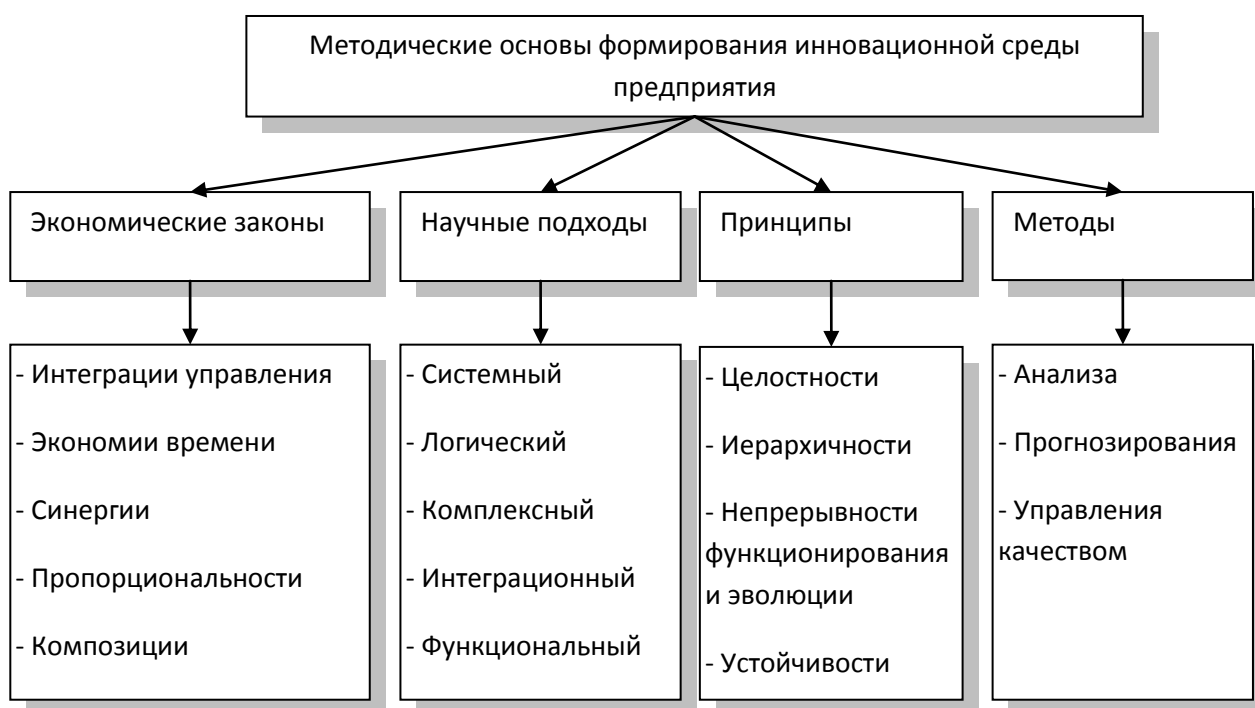 Методические основы формирования инновационной среды
предприятия
Экономические законы
Научные подходы
Принципы
Методы
- Интеграции управления
- Экономии времени
- Синергии
- Пропорциональности
- Композиции
- Системный
- Логический
- Комплексный
- Интеграционный
- Функциональный
- Целостности
- Иерархичности
- Непрерывности
функционирования
и эволюции
- Устойчивости
- Анализа
- Прогнозирования
- Управления
качеством